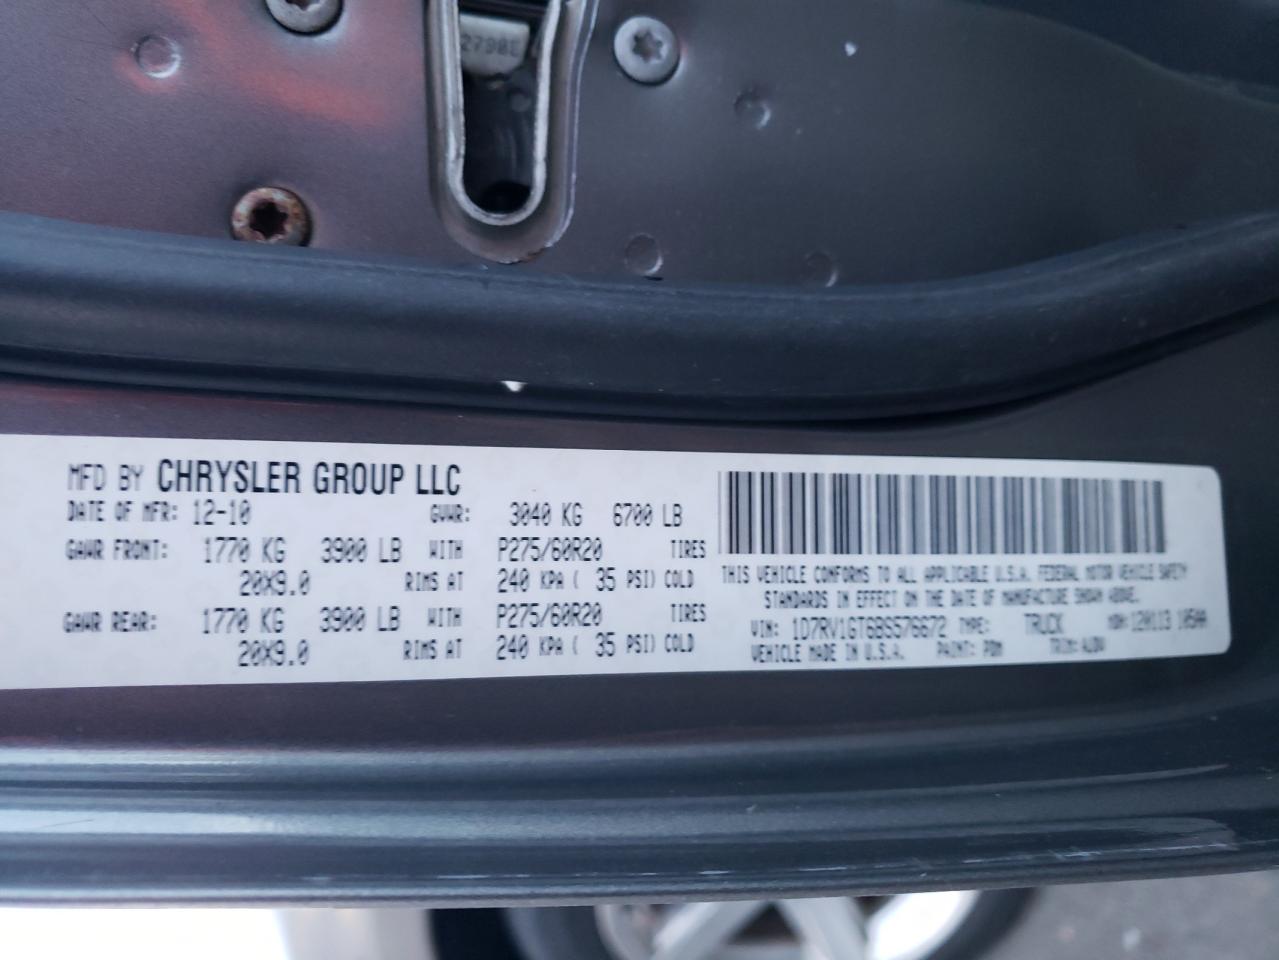 MFD BY CHRYSLER GROUP LLC
DATE OF MFR: 12-10 GVWR: 3040 KG 6700 LB
GAWR FRONT: 1770 KG 3900 LB WITH P275/60R20 TIRES
20X9.0 RIMS AT 240 KPA ( 35 PSI) COLD
GAWR REAR: 1770 KG 3900 LB WITH P275/60R20 TIRES
20X9.0 RIMS AT 240 KPA ( 35 PSI) COLD
THIS VEHICLE CONFORMS TO ALL APPLICABLE U.S.A. FEDERAL MOTOR VEHICLE SAFETY
STANDARDS IN EFFECT ON THE DATE OF MANUFACTURE SHOWN ABOVE.
VIN: 1D7RV1GT6BS576672 TYPE: TRUCK MDH: 120113 105AA
VEHICLE MADE IN U.S.A. PAINT: PDM TRIM: